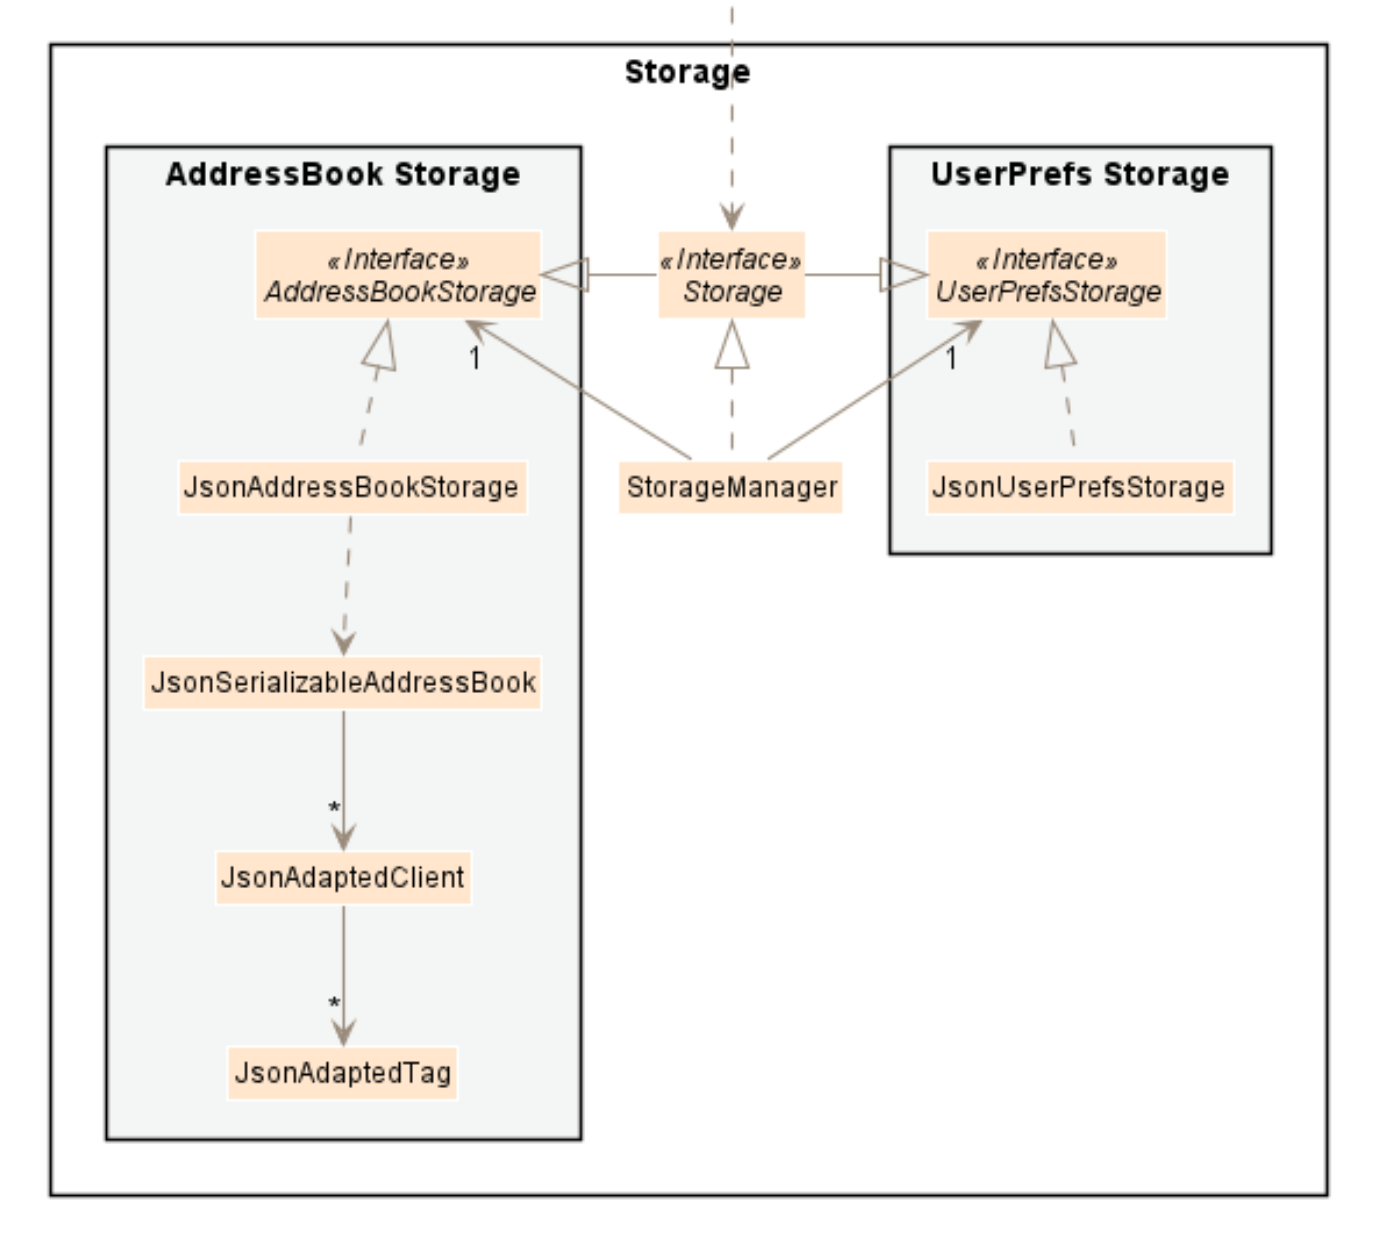 Storage
AddressBook Storage
UserPrefs Storage
«Interface»
AddressBookStorage
«Interface»
Storage
«Interface»
UserPrefsStorage
1
1
JsonAddressBookStorage
StorageManager
JsonUserPrefsStorage
JsonSerializableAddressBook
*
JsonAdaptedClient
*
JsonAdaptedTag